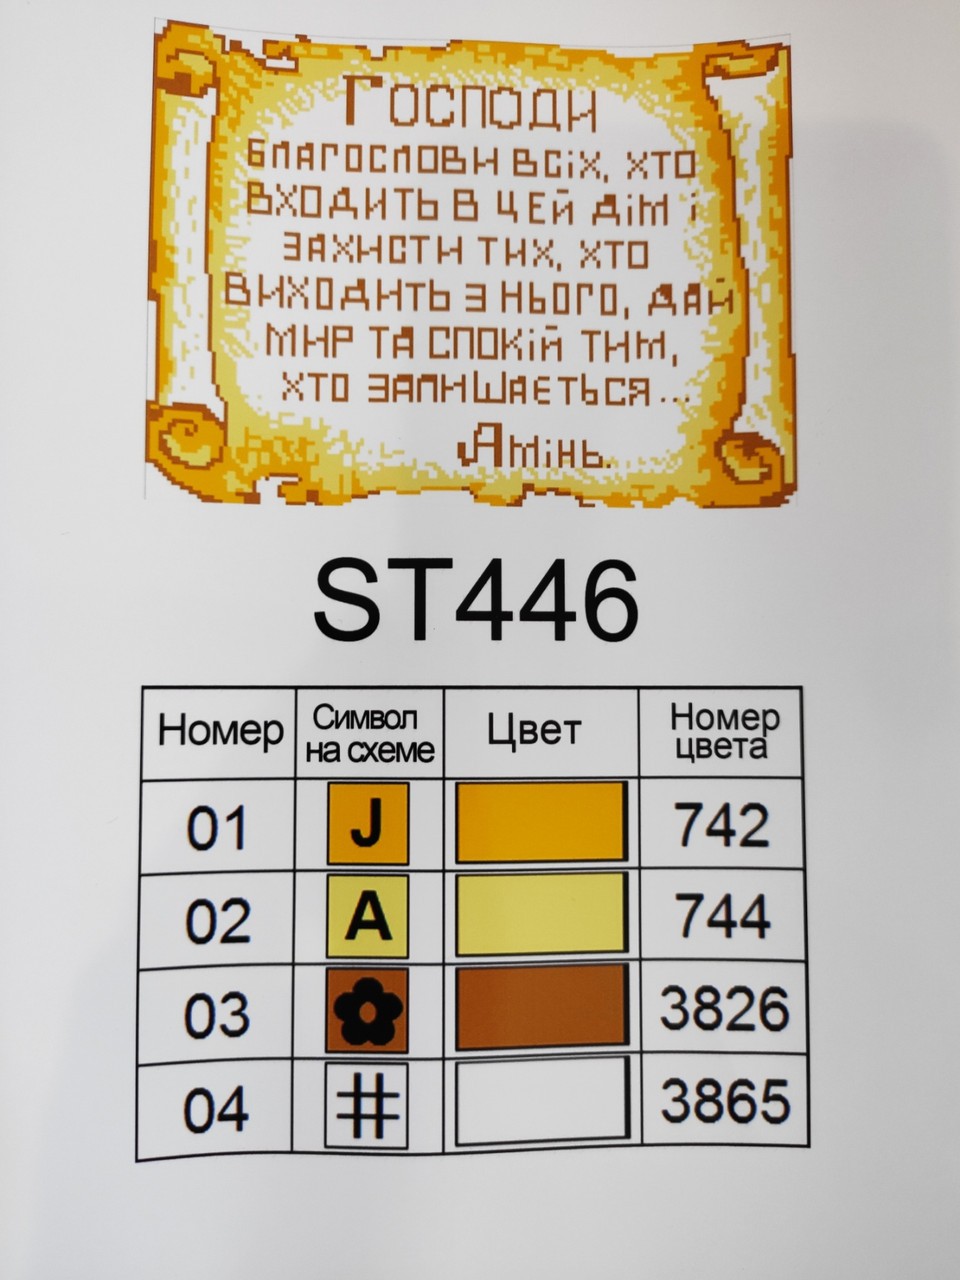 Господи
благослови всіх, хто
входить в цей дім і
захисти тих, хто
виходить з нього, дай
мир та спокій тим,
хто залишається...
Амінь.
ST446
Номер Символ на схеме Цвет Номер цвета
01 J 742
02 A 744
03 3826
04 # 3865